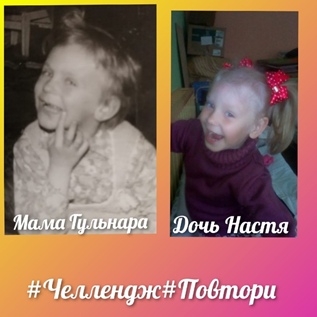 Мама Гульнара
Дочь Настя
#Челлендж#Повтори